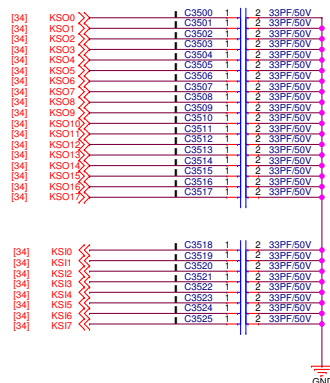 [34] KSO0 C3500 1 2 33PF/50V
[34] KSO1 C3501 1 2 33PF/50V
[34] KSO2 C3502 1 2 33PF/50V
[34] KSO3 C3503 1 2 33PF/50V
[34] KSO4 C3504 1 2 33PF/50V
[34] KSO5 C3505 1 2 33PF/50V
[34] KSO6 C3506 1 2 33PF/50V
[34] KSO7 C3507 1 2 33PF/50V
[34] KSO8 C3508 1 2 33PF/50V
[34] KSO9 C3509 1 2 33PF/50V
[34] KSO10 C3510 1 2 33PF/50V
[34] KSO11 C3511 1 2 33PF/50V
[34] KSO12 C3512 1 2 33PF/50V
[34] KSO13 C3513 1 2 33PF/50V
[34] KSO14 C3514 1 2 33PF/50V
[34] KSO15 C3515 1 2 33PF/50V
[34] KSO16 C3516 1 2 33PF/50V
[34] KSO17 C3517 1 2 33PF/50V
[34] KSI0 C3518 1 2 33PF/50V
[34] KSI1 C3519 1 2 33PF/50V
[34] KSI2 C3520 1 2 33PF/50V
[34] KSI3 C3521 1 2 33PF/50V
[34] KSI4 C3522 1 2 33PF/50V
[34] KSI5 C3523 1 2 33PF/50V
[34] KSI6 C3524 1 2 33PF/50V
[34] KSI7 C3525 1 2 33PF/50V
GND